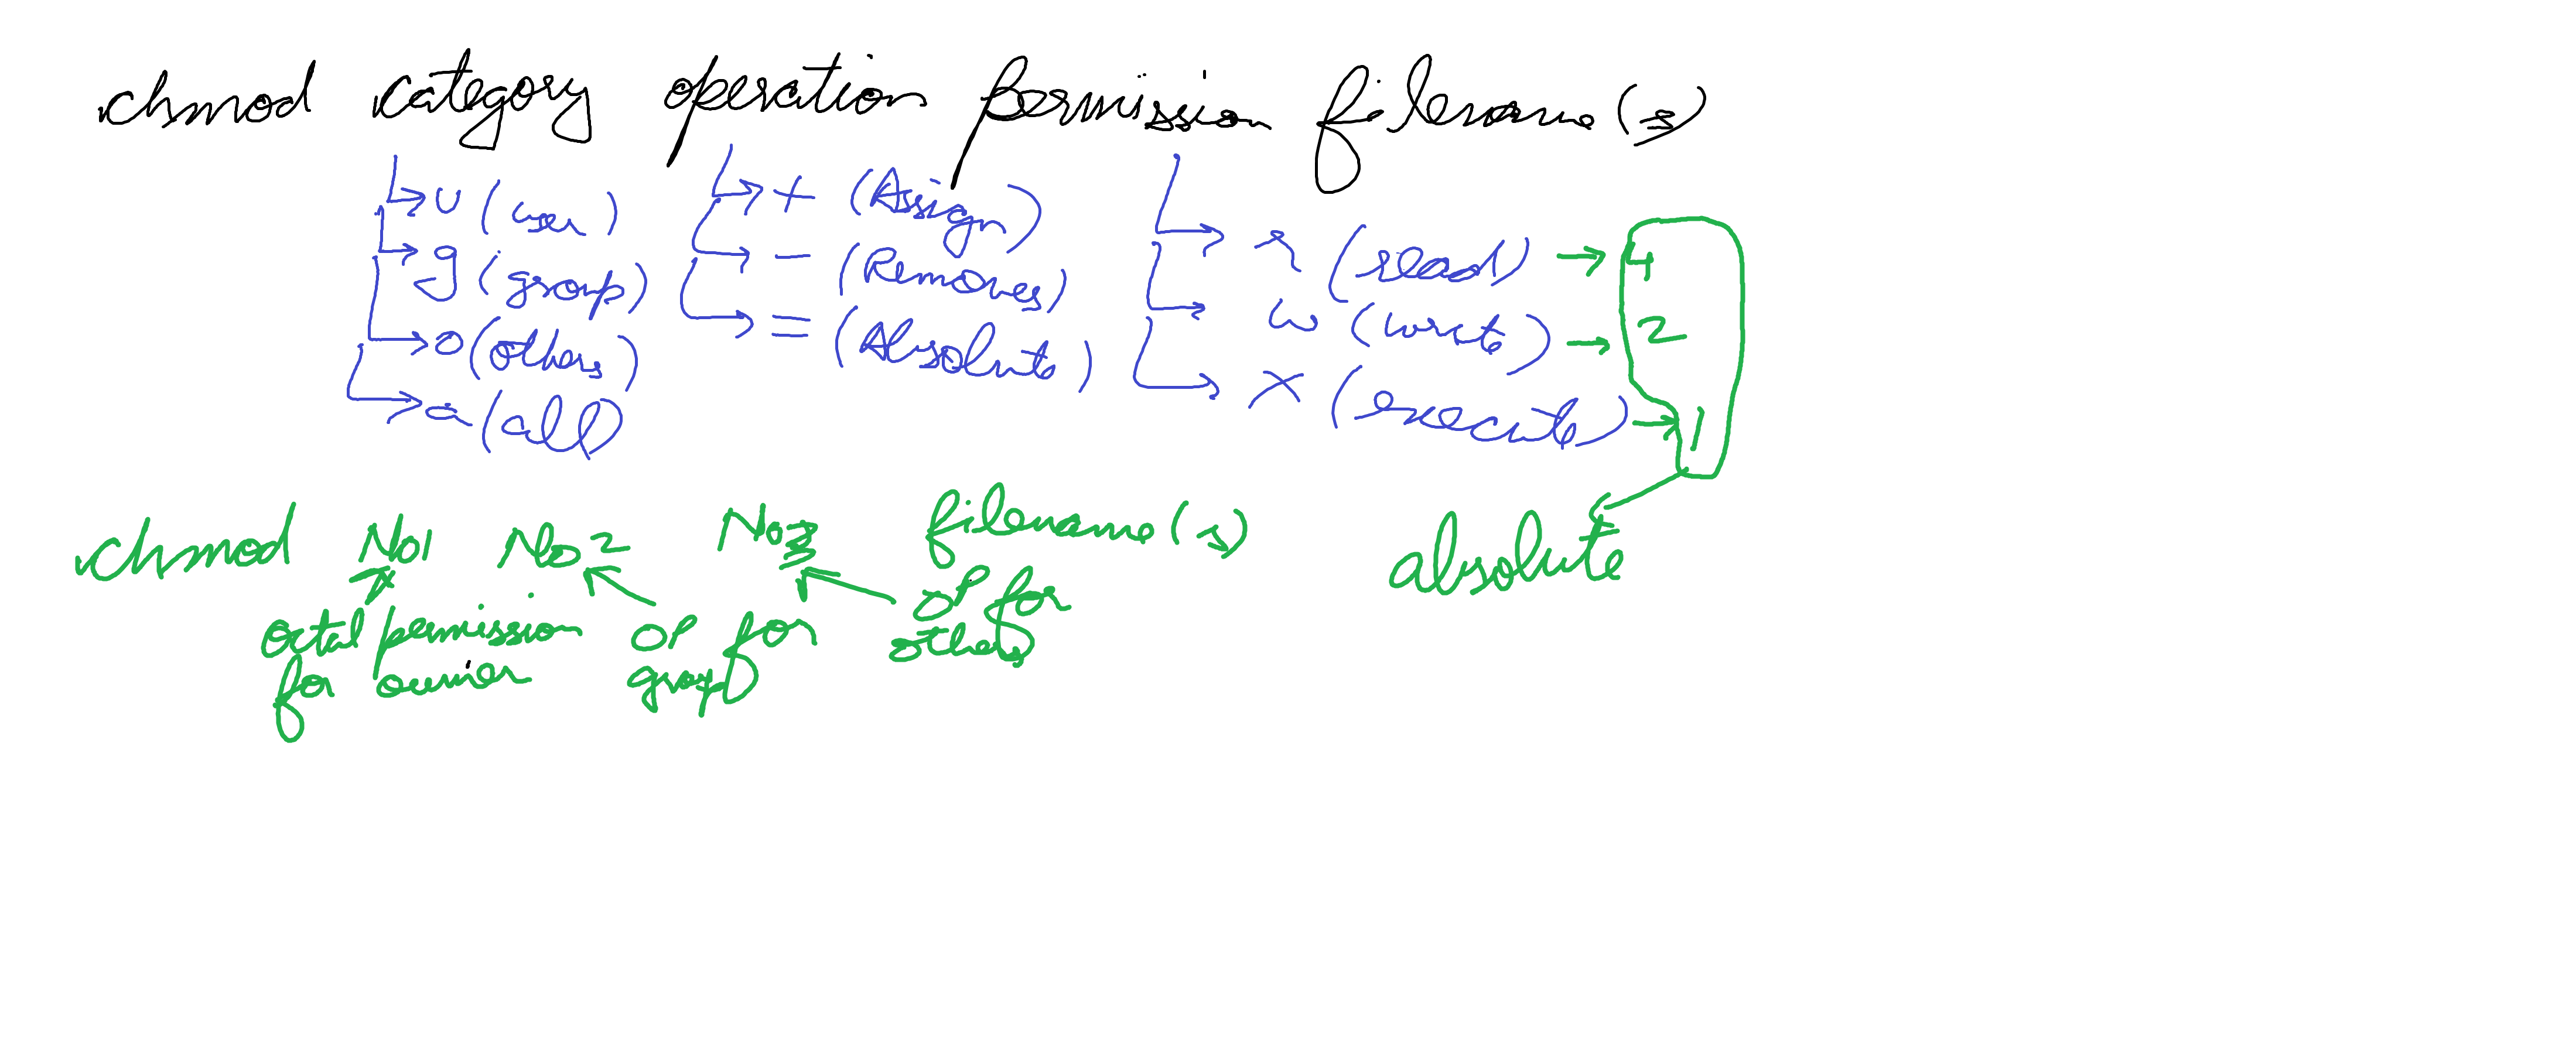 chmod category operation permission filename(s)
u (user) + (Assign) r (read) → 4
g (group) - (Removes) w (write) → 2
o (others) = (Absolute) x (execute) → 1
a (all)
chmod No1 No2 No3 filename(s) absolute
octal permission for owner
OP for group
OP for others